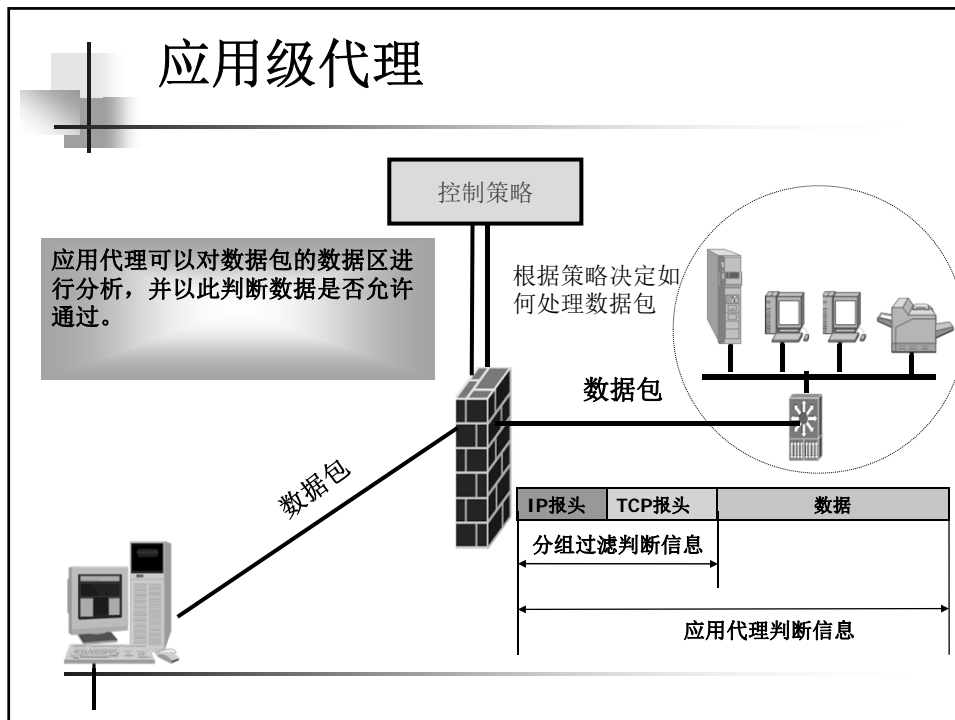 应用级代理
控制策略
应用代理可以对数据包的数据区进
行分析，并以此判断数据是否允许
通过。
根据策略决定如
何处理数据包
数据包
数据包
IP报头 TCP报头 数据
分组过滤判断信息
应用代理判断信息